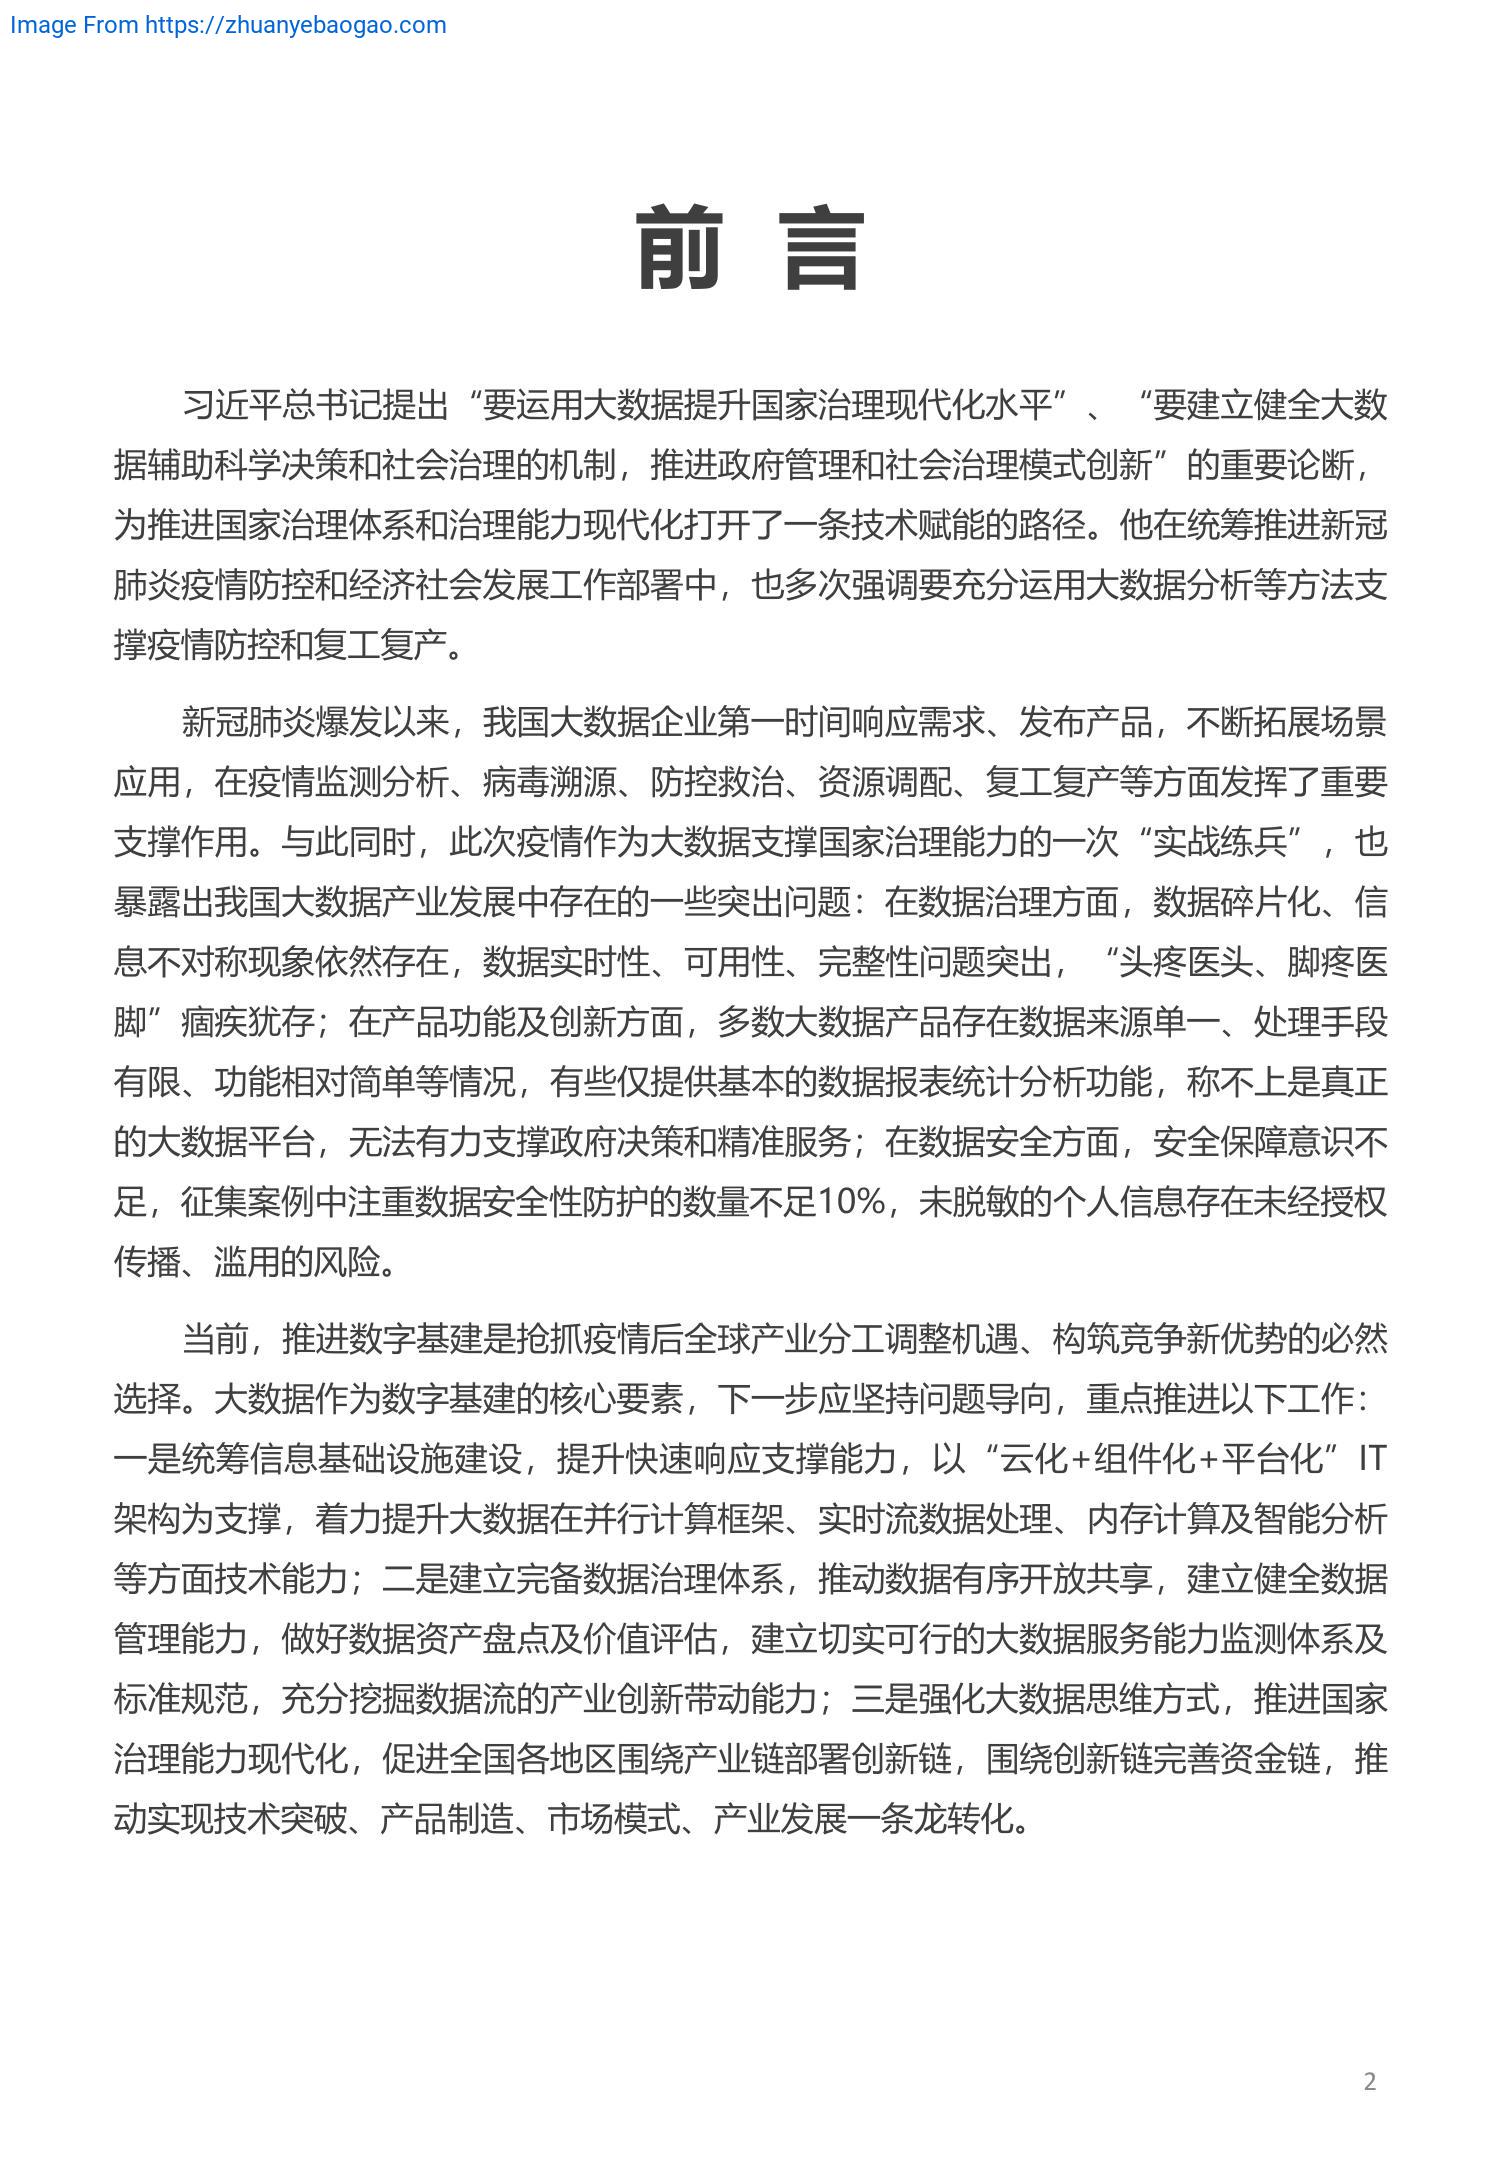 Image From https://zhuanyebaogao.com
前 言
习近平总书记提出“要运用大数据提升国家治理现代化水平”、“要建立健全大数
据辅助科学决策和社会治理的机制，推进政府管理和社会治理模式创新”的重要论断，
为推进国家治理体系和治理能力现代化打开了一条技术赋能的路径。他在统筹推进新冠
肺炎疫情防控和经济社会发展工作部署中，也多次强调要充分运用大数据分析等方法支
撑疫情防控和复工复产。
新冠肺炎爆发以来，我国大数据企业第一时间响应需求、发布产品，不断拓展场景
应用，在疫情监测分析、病毒溯源、防控救治、资源调配、复工复产等方面发挥了重要
支撑作用。与此同时，此次疫情作为大数据支撑国家治理能力的一次“实战练兵”，也
暴露出我国大数据产业发展中存在的一些突出问题：在数据治理方面，数据碎片化、信
息不对称现象依然存在，数据实时性、可用性、完整性问题突出，“头疼医头、脚疼医
脚”痼疾犹存；在产品功能及创新方面，多数大数据产品存在数据来源单一、处理手段
有限、功能相对简单等情况，有些仅提供基本的数据报表统计分析功能，称不上是真正
的大数据平台，无法有力支撑政府决策和精准服务；在数据安全方面，安全保障意识不
足，征集案例中注重数据安全性防护的数量不足10%，未脱敏的个人信息存在未经授权
传播、滥用的风险。
当前，推进数字基建是抢抓疫情后全球产业分工调整机遇、构筑竞争新优势的必然
选择。大数据作为数字基建的核心要素，下一步应坚持问题导向，重点推进以下工作：
一是统筹信息基础设施建设，提升快速响应支撑能力，以“云化+组件化+平台化”IT
架构为支撑，着力提升大数据在并行计算框架、实时流数据处理、内存计算及智能分析
等方面技术能力；二是建立完备数据治理体系，推动数据有序开放共享，建立健全数据
管理能力，做好数据资产盘点及价值评估，建立切实可行的大数据服务能力监测体系及
标准规范，充分挖掘数据流的产业创新带动能力；三是强化大数据思维方式，推进国家
治理能力现代化，促进全国各地区围绕产业链部署创新链，围绕创新链完善资金链，推
动实现技术突破、产品制造、市场模式、产业发展一条龙转化。
2